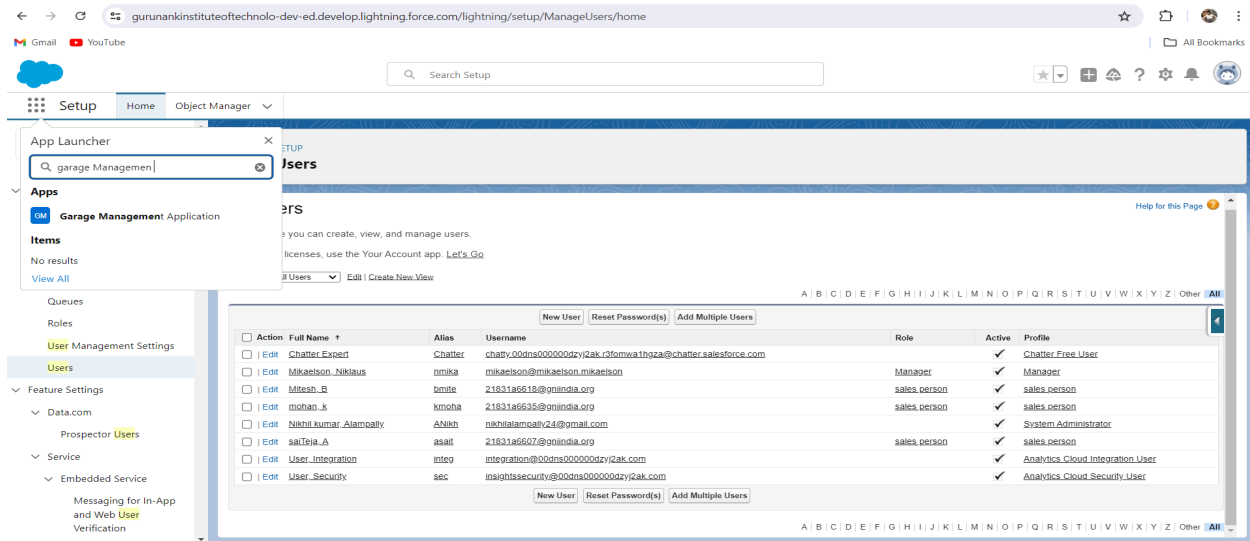 gurunankinstituteoftechnolo-dev-ed.develop.lightning.force.com/lightning/setup/ManageUsers/home
Gmail YouTube All Bookmarks
Search Setup
Setup Home Object Manager
App Launcher
garage Managemen
Apps
GM Garage Management Application
Items
No results
View All
Queues
Roles
User Management Settings
Users
Feature Settings
Data.com
Prospector Users
Service
Embedded Service
Messaging for In-App
and Web User
Verification
ETUP
Users
ers
Help for this Page
e you can create, view, and manage users.
licenses, use the Your Account app. Let's Go
ll Users Edit | Create New View
A | B | C | D | E | F | G | H | I | J | K | L | M | N | O | P | Q | R | S | T | U | V | W | X | Y | Z | Other All
New User Reset Password(s) Add Multiple Users
Action Full Name ↑ Alias Username Role Active Profile
| Edit Chatter Expert Chatter chatty.00dns000000dzyj2ak.r3fomwa1hgza@chatter.salesforce.com ✓ Chatter Free User
| Edit Mikaelson, Niklaus nmika mikaelson@mikaelson.mikaelson Manager ✓ Manager
| Edit Mitesh, B bmite 21831a6618@gniindia.org sales person ✓ sales person
| Edit mohan, k kmoha 21831a6635@gniindia.org sales person ✓ sales person
| Edit Nikhil kumar, Alampally ANikh nikhilalampally24@gmail.com ✓ System Administrator
| Edit saiTeja, A asait 21831a6607@gniindia.org sales person ✓ sales person
| Edit User, Integration integ integration@00dns000000dzyj2ak.com ✓ Analytics Cloud Integration User
| Edit User, Security sec insightssecurity@00dns000000dzyj2ak.com ✓ Analytics Cloud Security User
New User Reset Password(s) Add Multiple Users
A | B | C | D | E | F | G | H | I | J | K | L | M | N | O | P | Q | R | S | T | U | V | W | X | Y | Z | Other All